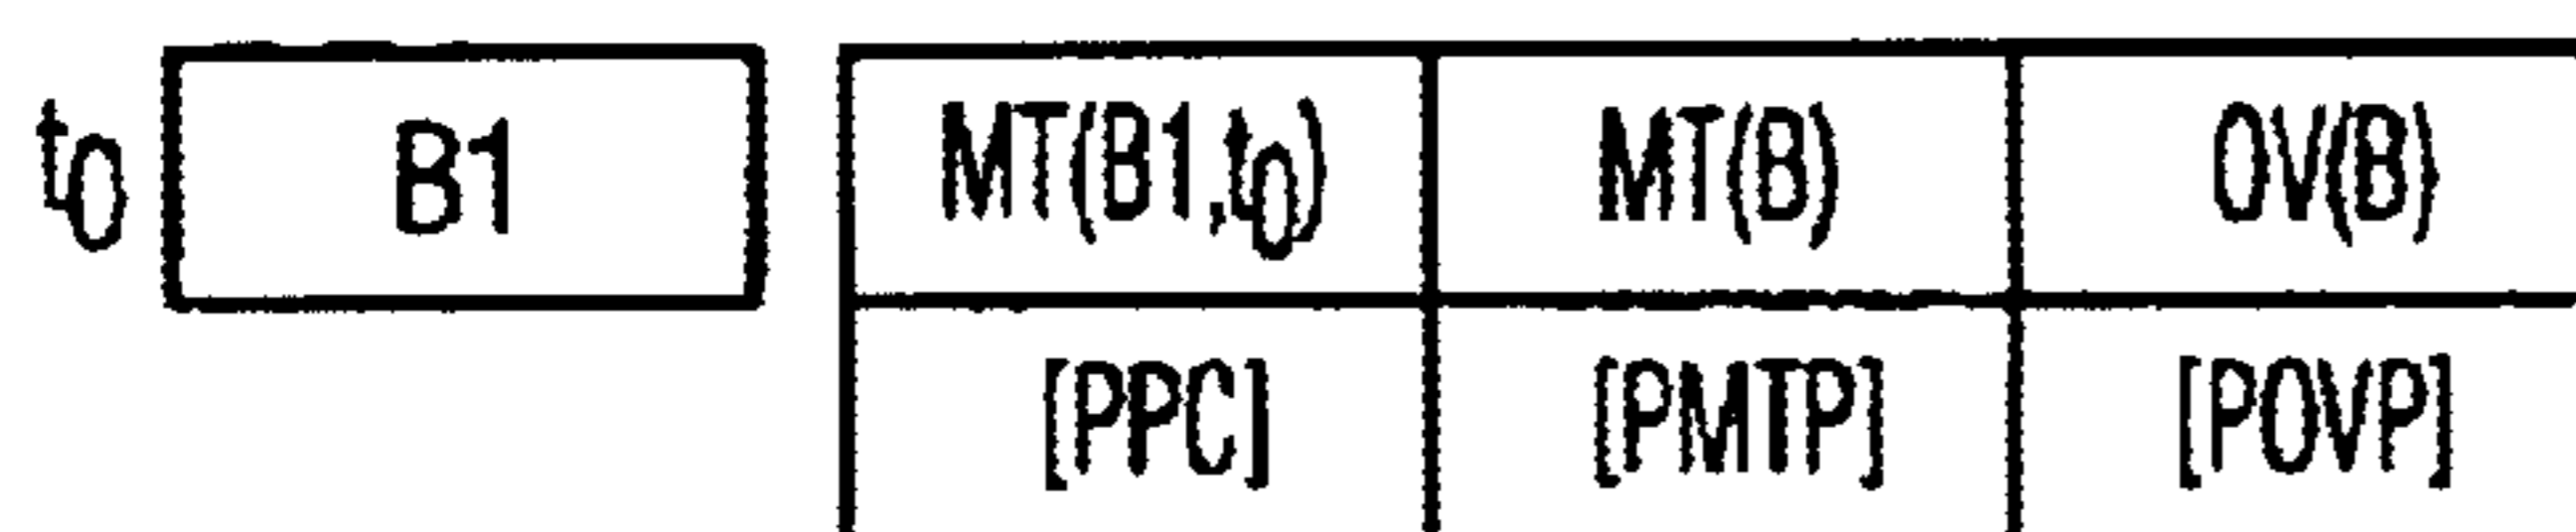 t0 B1 MT(B1,t0) MT(B) OV(B)
[PPC] [PMTP] [POVP]